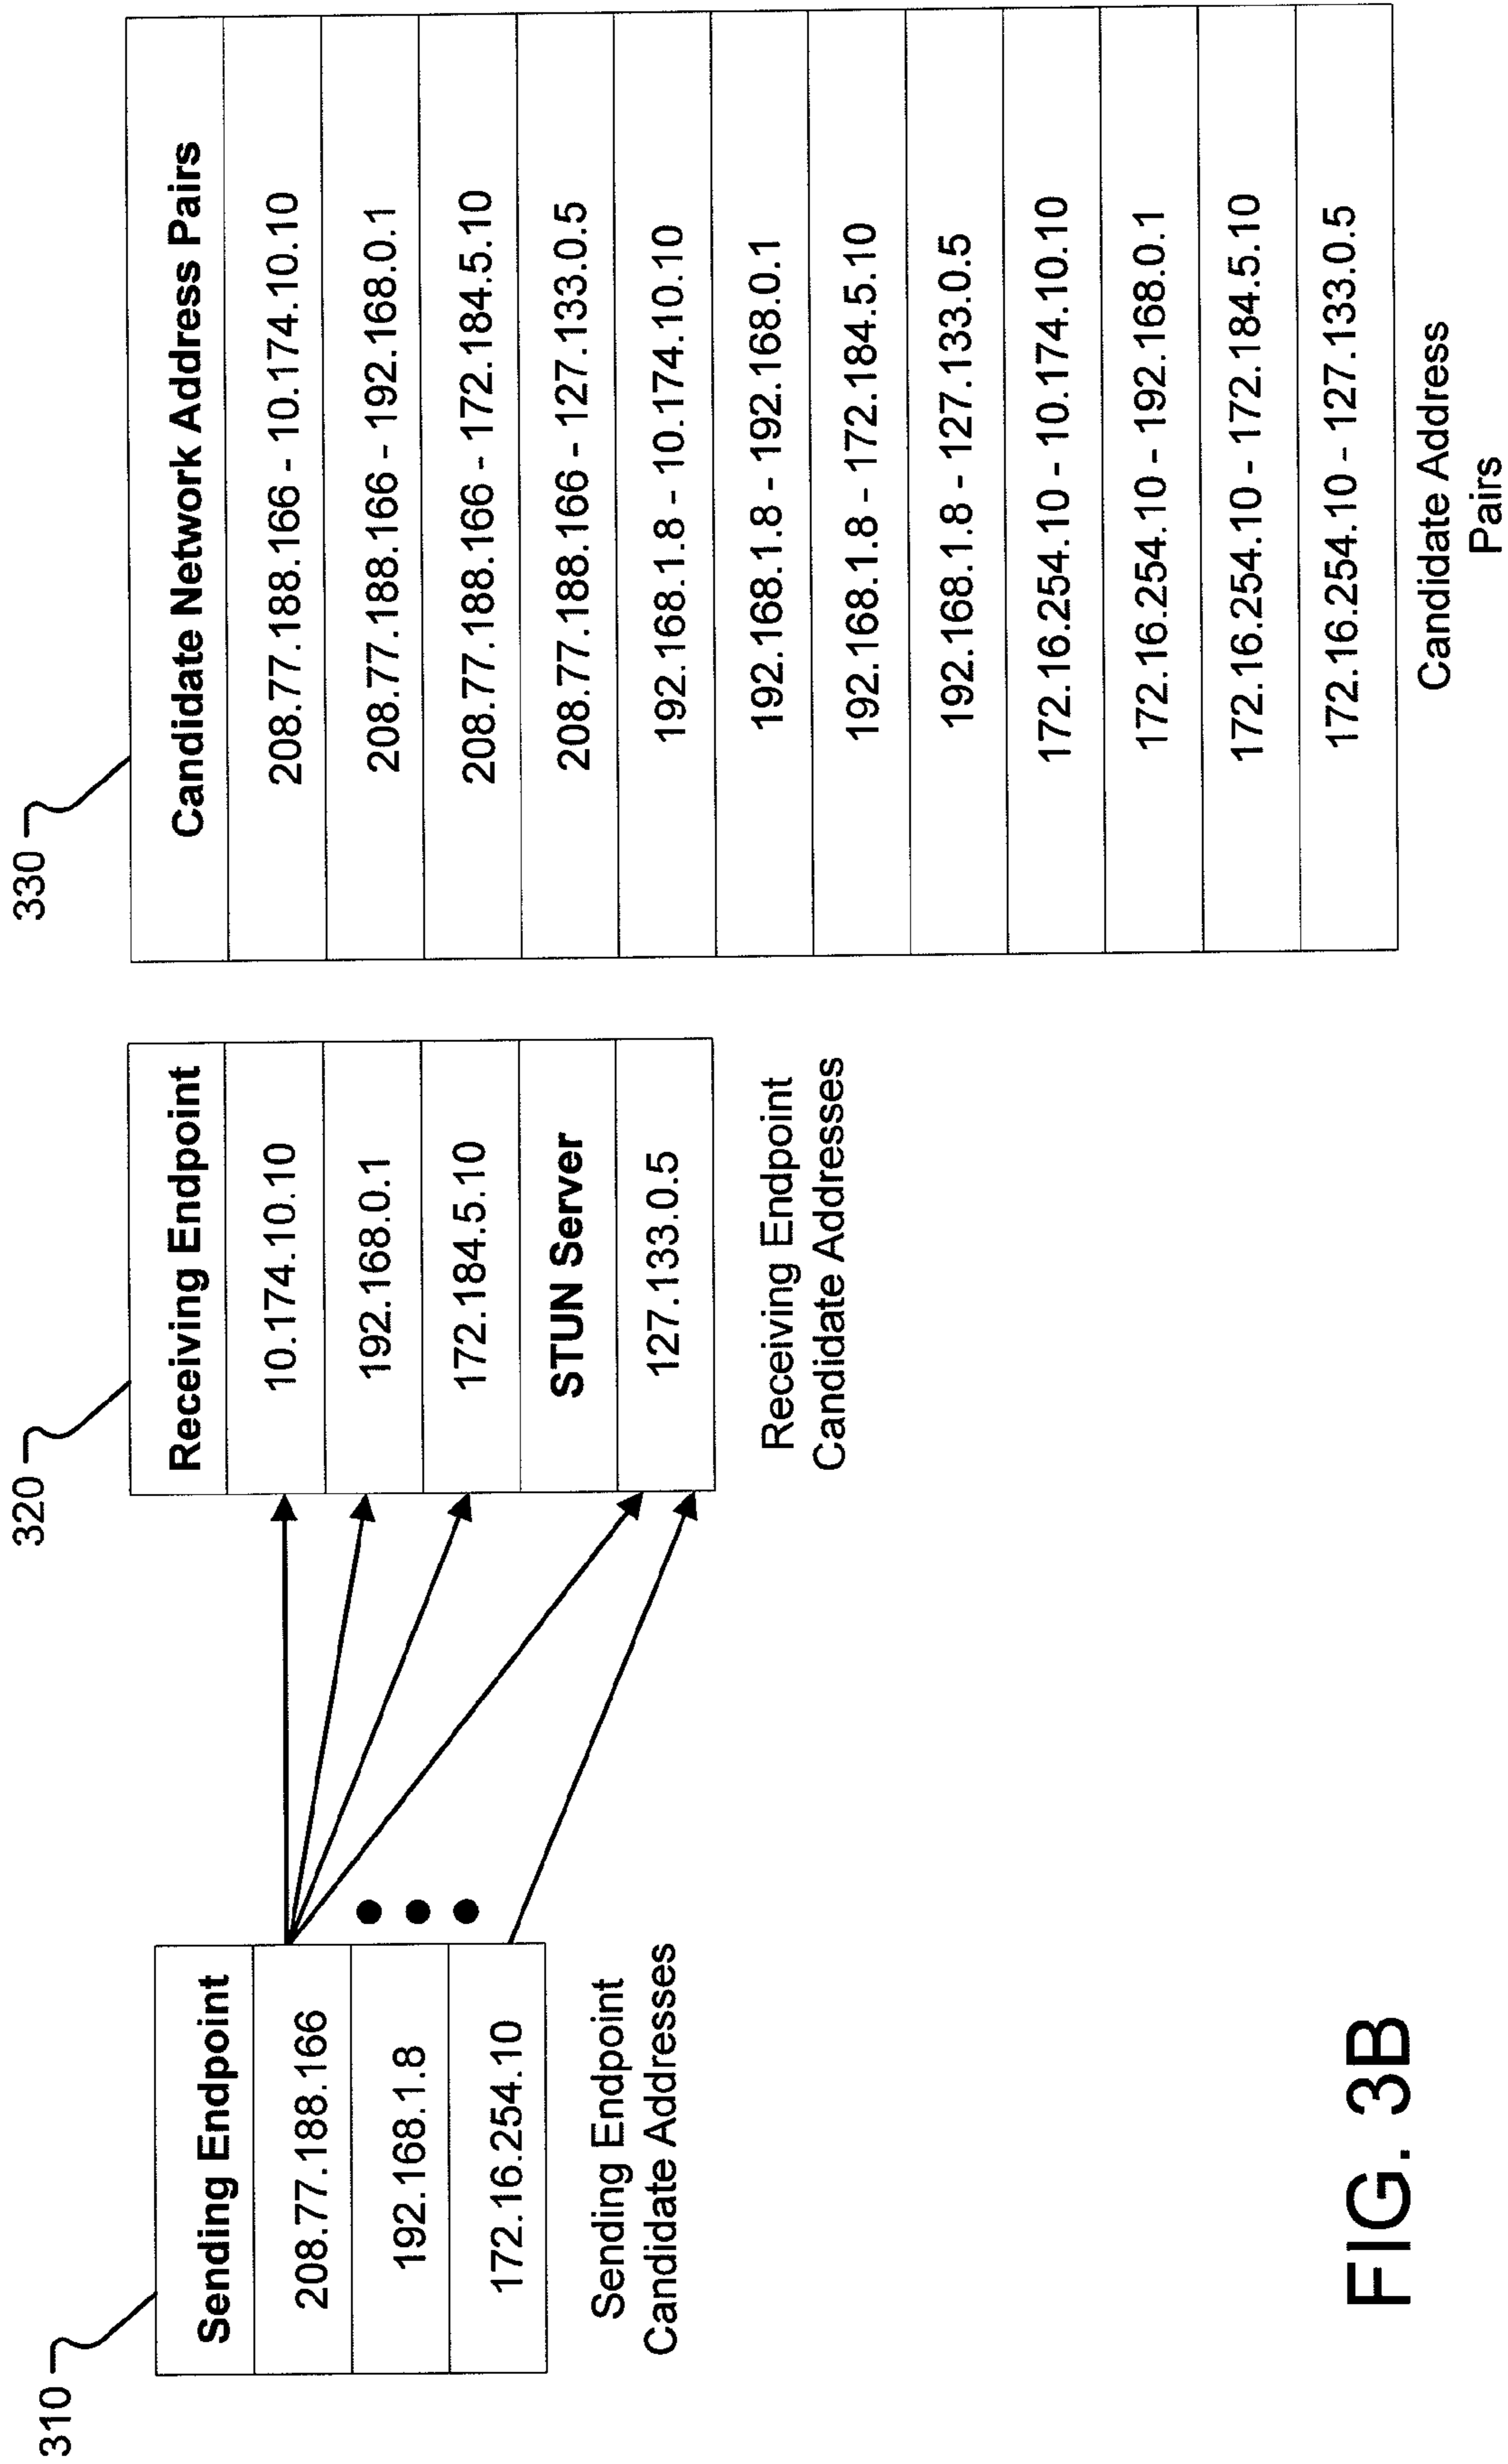 310
Sending Endpoint
208.77.188.166
192.168.1.8
172.16.254.10
Sending Endpoint
Candidate Addresses
320
Receiving Endpoint
10.174.10.10
192.168.0.1
172.184.5.10
STUN Server
127.133.0.5
Receiving Endpoint
Candidate Addresses
330
Candidate Network Address Pairs
208.77.188.166 - 10.174.10.10
208.77.188.166 - 192.168.0.1
208.77.188.166 - 172.184.5.10
208.77.188.166 - 127.133.0.5
192.168.1.8 - 10.174.10.10
192.168.1.8 - 192.168.0.1
192.168.1.8 - 172.184.5.10
192.168.1.8 - 127.133.0.5
172.16.254.10 - 10.174.10.10
172.16.254.10 - 192.168.0.1
172.16.254.10 - 172.184.5.10
172.16.254.10 - 127.133.0.5
Candidate Address
Pairs
FIG. 3B